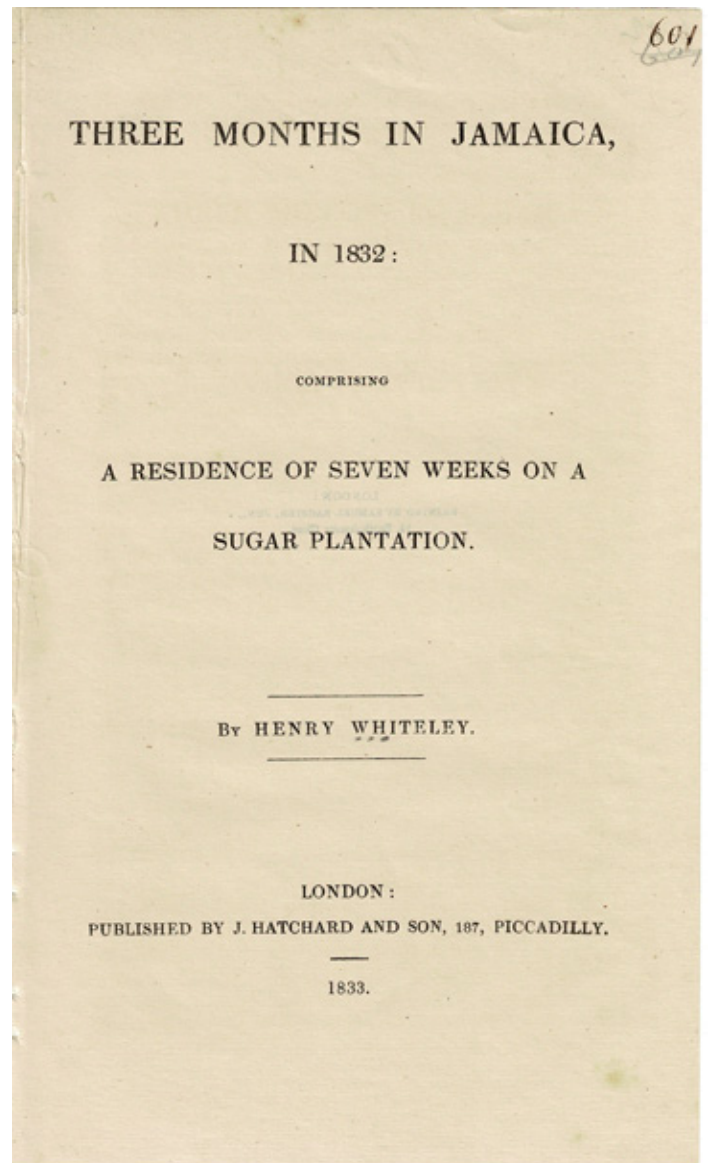 601
THREE MONTHS IN JAMAICA,
IN 1832:
COMPRISING
A RESIDENCE OF SEVEN WEEKS ON A
SUGAR PLANTATION.
BY HENRY WHITELEY.
LONDON:
PUBLISHED BY J. HATCHARD AND SON, 187, PICCADILLY.
1833.